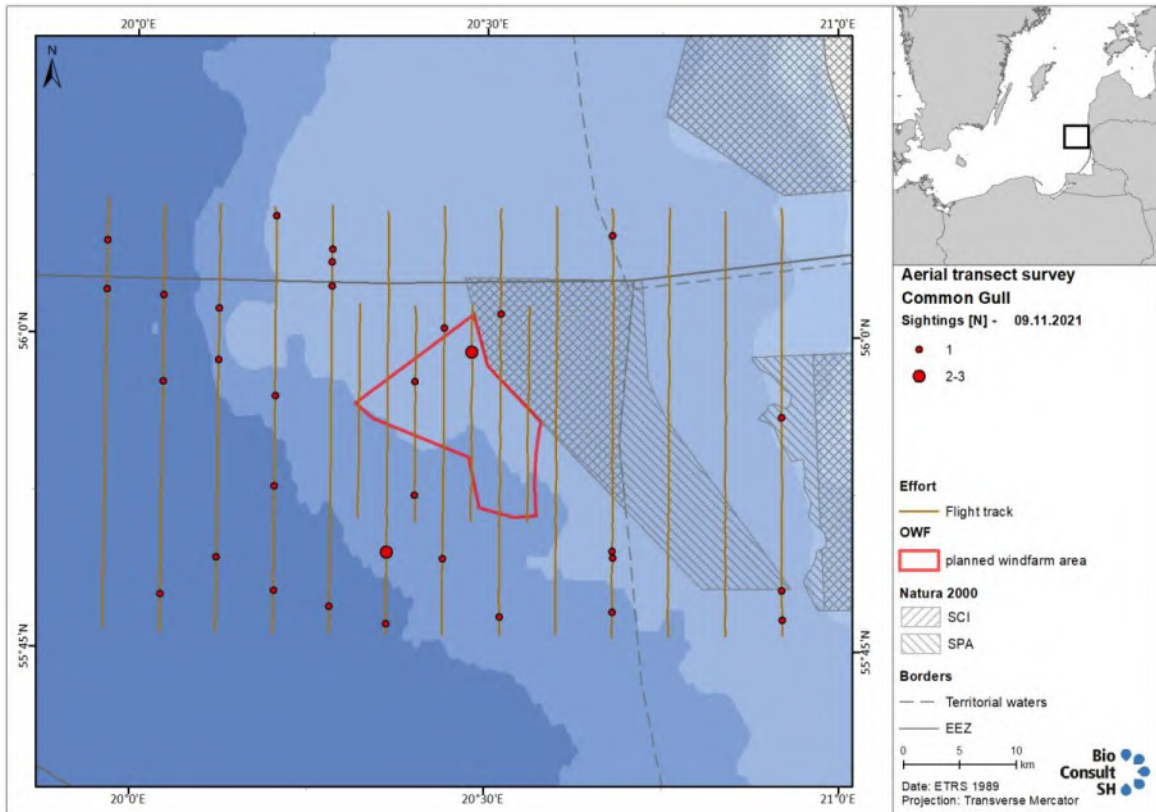 20°0'E 20°30'E 21°0'E
N
56°0'N 56°0'N
55°45'N 55°45'N
20°0'E 20°30'E 21°0'E
Aerial transect survey
Common Gull
Sightings [N] - 09.11.2021
1
2-3
Effort
Flight track
OWF
planned windfarm area
Natura 2000
SCI
SPA
Borders
Territorial waters
EEZ
0 5 10
km
Date: ETRS 1989
Projection: Transverse Mercator
Bio
Consult
SH